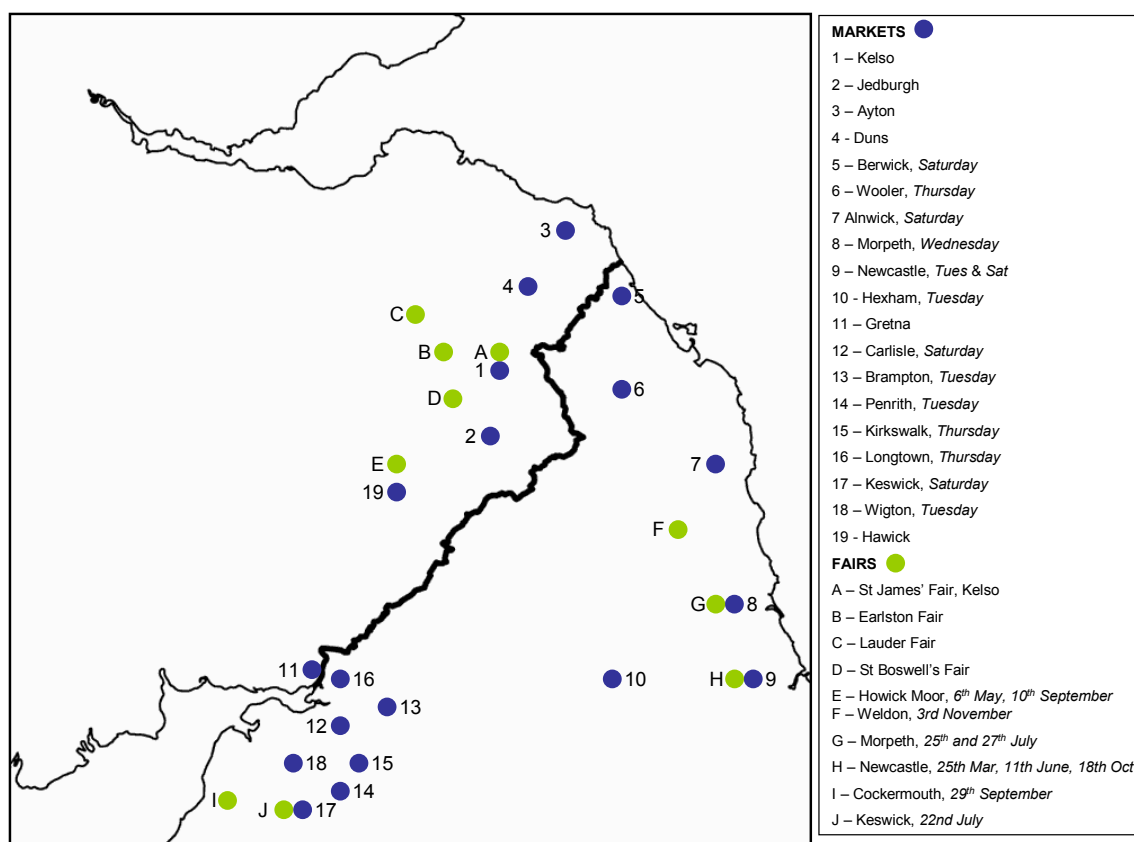 3
4
5
C
B
A
1
6
D
2
7
E
19
F
G
8
11
16
10
H
9
13
12
18
15
14
I
J
17
MARKETS
1 – Kelso
2 – Jedburgh
3 – Ayton
4 - Duns
5 – Berwick, Saturday
6 – Wooler, Thursday
7 Alnwick, Saturday
8 – Morpeth, Wednesday
9 – Newcastle, Tues & Sat
10 - Hexham, Tuesday
11 – Gretna
12 – Carlisle, Saturday
13 – Brampton, Tuesday
14 – Penrith, Tuesday
15 – Kirkswalk, Thursday
16 – Longtown, Thursday
17 – Keswick, Saturday
18 – Wigton, Tuesday
19 - Hawick
FAIRS
A – St James’ Fair, Kelso
B – Earlston Fair
C – Lauder Fair
D – St Boswell’s Fair
E – Howick Moor, 6th May, 10th September
F – Weldon, 3rd November
G – Morpeth, 25th and 27th July
H – Newcastle, 25th Mar, 11th June, 18th Oct
I – Cockermouth, 29th September
J – Keswick, 22nd July